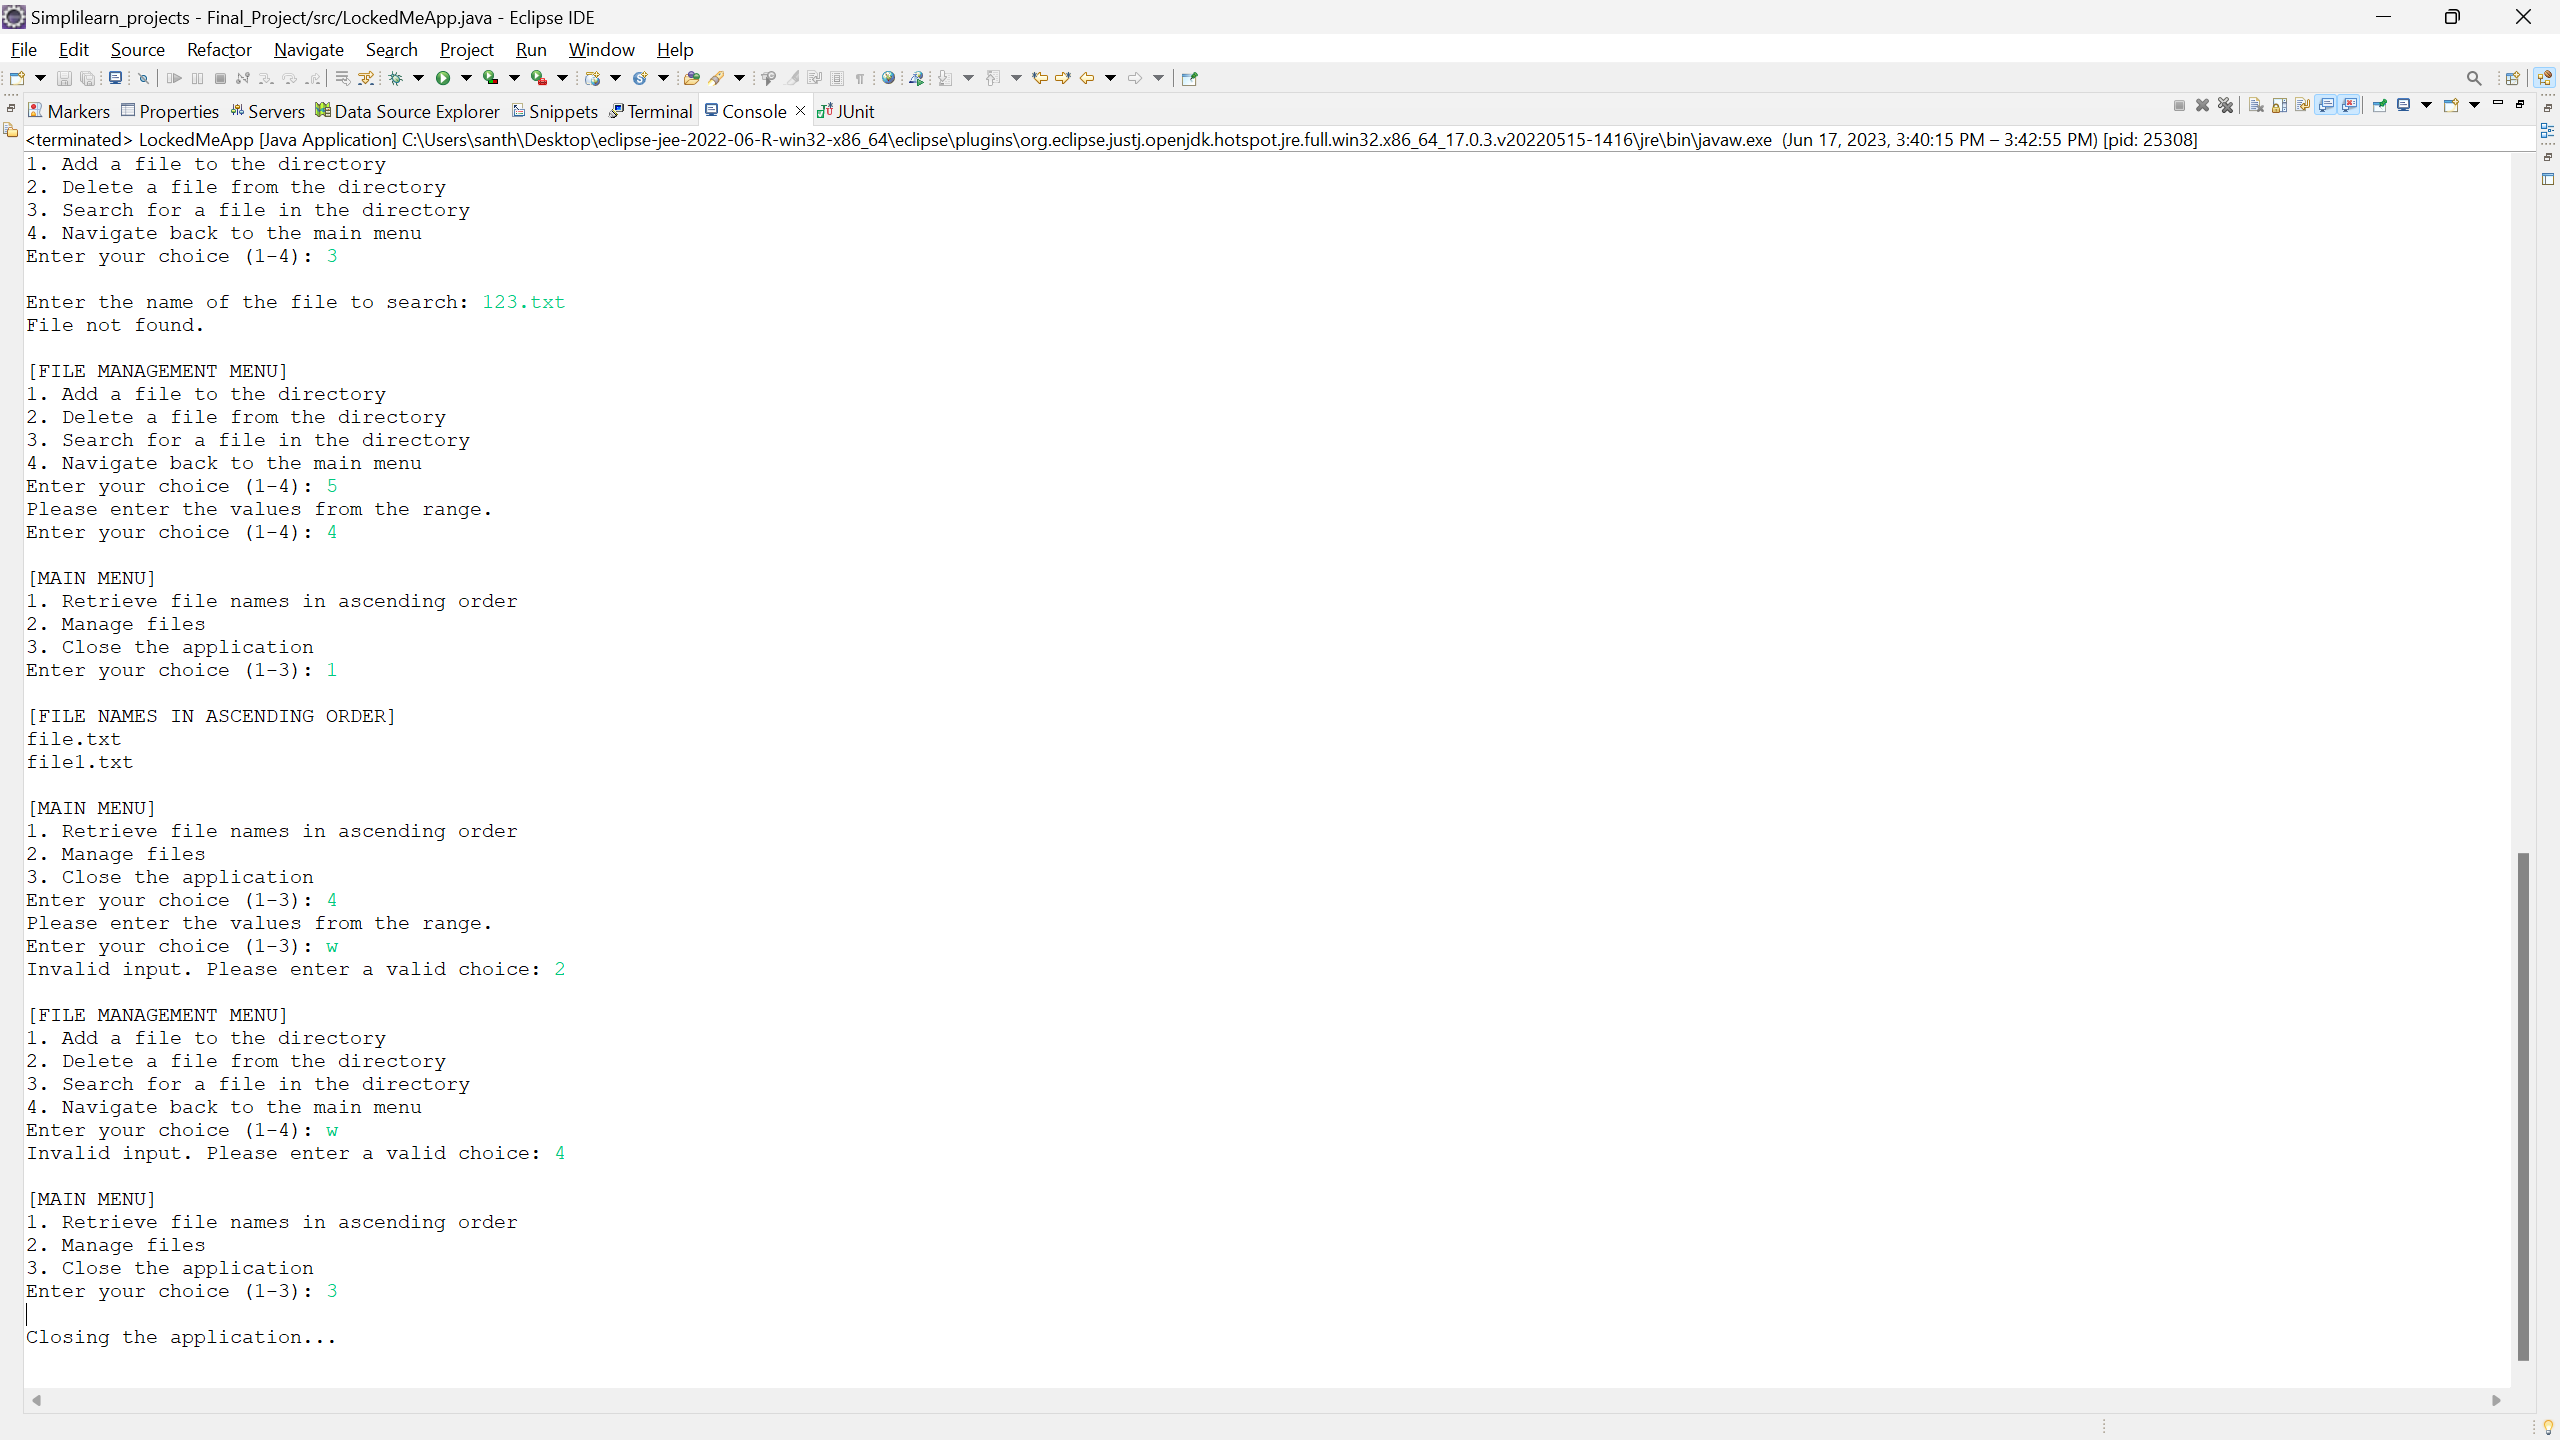 Simplilearn_projects - Final_Project/src/LockedMeApp.java - Eclipse IDE
File Edit Source Refactor Navigate Search Project Run Window Help
Markers Properties Servers Data Source Explorer Snippets Terminal Console JUnit
<terminated> LockedMeApp [Java Application] C:\Users\santh\Desktop\eclipse-jee-2022-06-R-win32-x86_64\eclipse\plugins\org.eclipse.justj.openjdk.hotspot.jre.full.win32.x86_64_17.0.3.v20220515-1416\jre\bin\javaw.exe (Jun 17, 2023, 3:40:15 PM – 3:42:55 PM) [pid: 25308]
1. Add a file to the directory
2. Delete a file from the directory
3. Search for a file in the directory
4. Navigate back to the main menu
Enter your choice (1-4): 3
Enter the name of the file to search: 123.txt
File not found.
[FILE MANAGEMENT MENU]
1. Add a file to the directory
2. Delete a file from the directory
3. Search for a file in the directory
4. Navigate back to the main menu
Enter your choice (1-4): 5
Please enter the values from the range.
Enter your choice (1-4): 4
[MAIN MENU]
1. Retrieve file names in ascending order
2. Manage files
3. Close the application
Enter your choice (1-3): 1
[FILE NAMES IN ASCENDING ORDER]
file.txt
file1.txt
[MAIN MENU]
1. Retrieve file names in ascending order
2. Manage files
3. Close the application
Enter your choice (1-3): 4
Please enter the values from the range.
Enter your choice (1-3): w
Invalid input. Please enter a valid choice: 2
[FILE MANAGEMENT MENU]
1. Add a file to the directory
2. Delete a file from the directory
3. Search for a file in the directory
4. Navigate back to the main menu
Enter your choice (1-4): w
Invalid input. Please enter a valid choice: 4
[MAIN MENU]
1. Retrieve file names in ascending order
2. Manage files
3. Close the application
Enter your choice (1-3): 3
Closing the application...